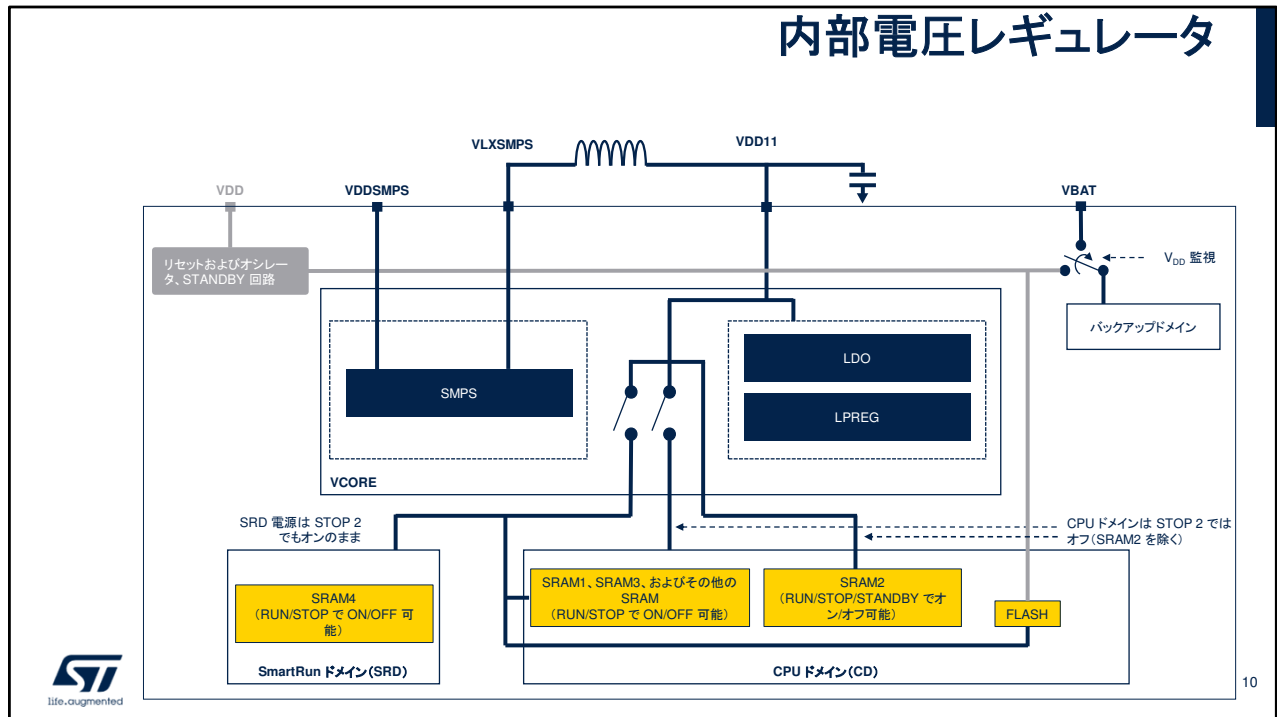 内部電圧レギュレータ
VLXSMPS
VDD11
VDD
VDDSMPS
VBAT
リセットおよびオシレー
タ、STANDBY 回路
VDD 監視
バックアップドメイン
LDO
SMPS
LPREG
VCORE
SRD 電源は STOP 2
でもオンのまま
CPU ドメインは STOP 2 では
オフ（SRAM2 を除く）
SRAM4
（RUN/STOP で ON/OFF 可
能）
SRAM1、SRAM3、およびその他の
SRAM
（RUN/STOP で ON/OFF 可能）
SRAM2
（RUN/STOP/STANDBY でオ
ン/オフ可能）
FLASH
SmartRun ドメイン（SRD）
CPU ドメイン（CD）
ST
life.augmented
10